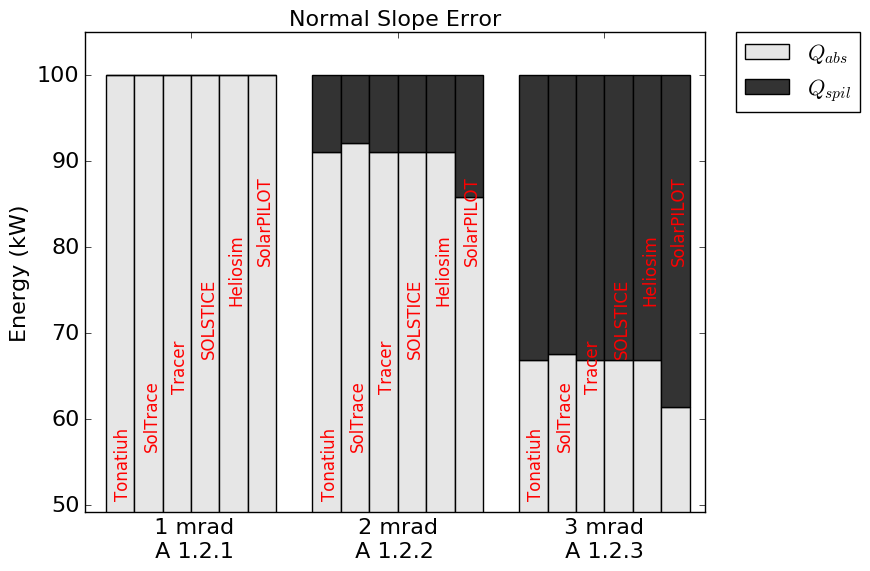 Normal Slope Error
Q_abs
Q_spil
Energy (kW)
100
90
80
70
60
50
Tonatiuh
SolTrace
Tracer
SOLSTICE
Heliosim
SolarPILOT
Tonatiuh
SolTrace
Tracer
SOLSTICE
Heliosim
SolarPILOT
Tonatiuh
SolTrace
Tracer
SOLSTICE
Heliosim
SolarPILOT
1 mrad
A 1.2.1
2 mrad
A 1.2.2
3 mrad
A 1.2.3